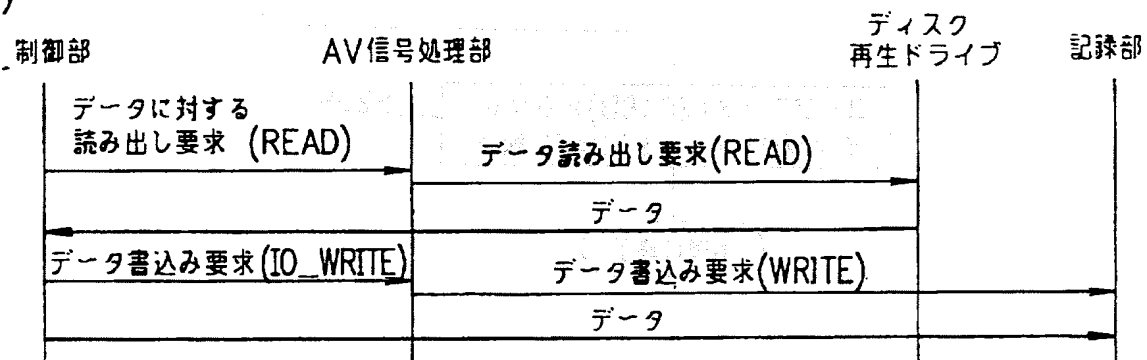 制御部
AV信号処理部
ディスク
再生ドライブ
記録部
データに対する
読み出し要求 (READ)
データ読み出し要求(READ)
データ
データ書込み要求(IO_WRITE)
データ書込み要求(WRITE)
データ